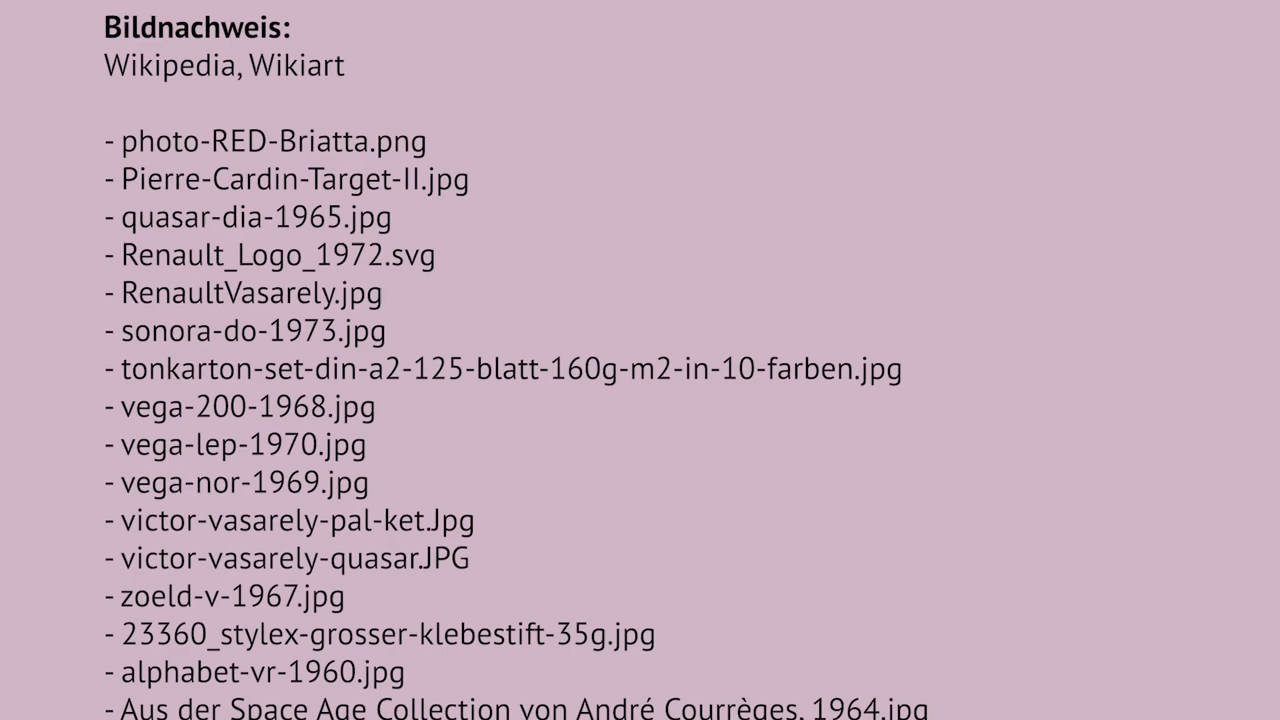 Bildnachweis:
Wikipedia, Wikiart
- photo-RED-Briatta.png
- Pierre-Cardin-Target-II.jpg
- quasar-dia-1965.jpg
- Renault_Logo_1972.svg
- RenaultVasarely.jpg
- sonora-do-1973.jpg
- tonkarton-set-din-a2-125-blatt-160g-m2-in-10-farben.jpg
- vega-200-1968.jpg
- vega-lep-1970.jpg
- vega-nor-1969.jpg
- victor-vasarely-pal-ket.Jpg
- victor-vasarely-quasar.JPG
- zoeld-v-1967.jpg
- 23360_stylex-grosser-klebestift-35g.jpg
- alphabet-vr-1960.jpg
- Aus der Space Age Collection von André Courrèges, 1964.jpg